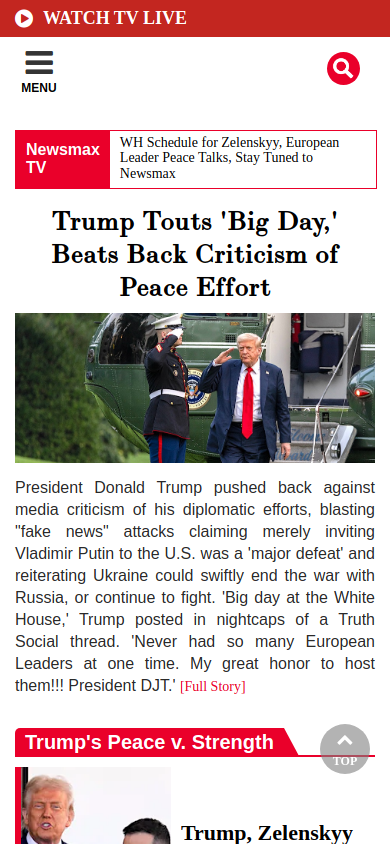 WATCH TV LIVE
MENU
Newsmax
TV
WH Schedule for Zelenskyy, European
Leader Peace Talks, Stay Tuned to
Newsmax
Trump Touts 'Big Day,'
Beats Back Criticism of
Peace Effort
President Donald Trump pushed back against
media criticism of his diplomatic efforts, blasting
"fake news" attacks claiming merely inviting
Vladimir Putin to the U.S. was a 'major defeat' and
reiterating Ukraine could swiftly end the war with
Russia, or continue to fight. 'Big day at the White
House,' Trump posted in nightcaps of a Truth
Social thread. 'Never had so many European
Leaders at one time. My great honor to host
them!!! President DJT.' [Full Story]
Trump's Peace v. Strength
TOP
Trump, Zelenskyy